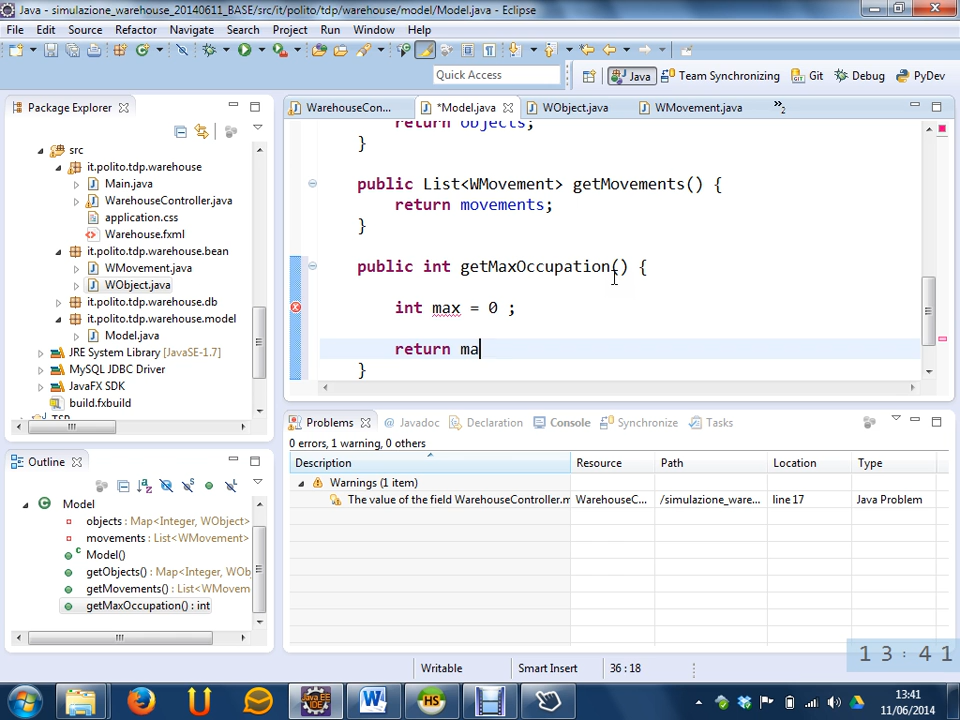 Java - simulazione_warehouse_20140611_BASE/src/it/polito/tdp/warehouse/model/Model.java - Eclipse
File Edit Source Refactor Navigate Search Project Run Window Help
Quick Access Java Team Synchronizing Git Debug PyDev
Package Explorer
src
it.polito.tdp.warehouse
Main.java
WarehouseController.java
application.css
Warehouse.fxml
it.polito.tdp.warehouse.bean
WMovement.java
WObject.java
it.polito.tdp.warehouse.db
it.polito.tdp.warehouse.model
Model.java
JRE System Library [JavaSE-1.7]
MySQL JDBC Driver
JavaFX SDK
build.fxbuild
Outline
Model
objects : Map<Integer, WObject>
movements : List<WMovement>
Model()
getObjects() : Map<Integer, WOb
getMovements() : List<WMovem
getMaxOccupation() : int
WarehouseCon... *Model.java WObject.java WMovement.java »2
return objects;
}
public List<WMovement> getMovements() {
return movements;
}
public int getMaxOccupation() {
int max = 0 ;
return ma
}
Problems @ Javadoc Declaration Console Synchronize Tasks
0 errors, 1 warning, 0 others
Description Resource Path Location Type
Warnings (1 item)
The value of the field WarehouseController.m WarehouseC... /simulazione_ware... line 17 Java Problem
Writable Smart Insert 36 : 18
13:41
13:41
11/06/2014